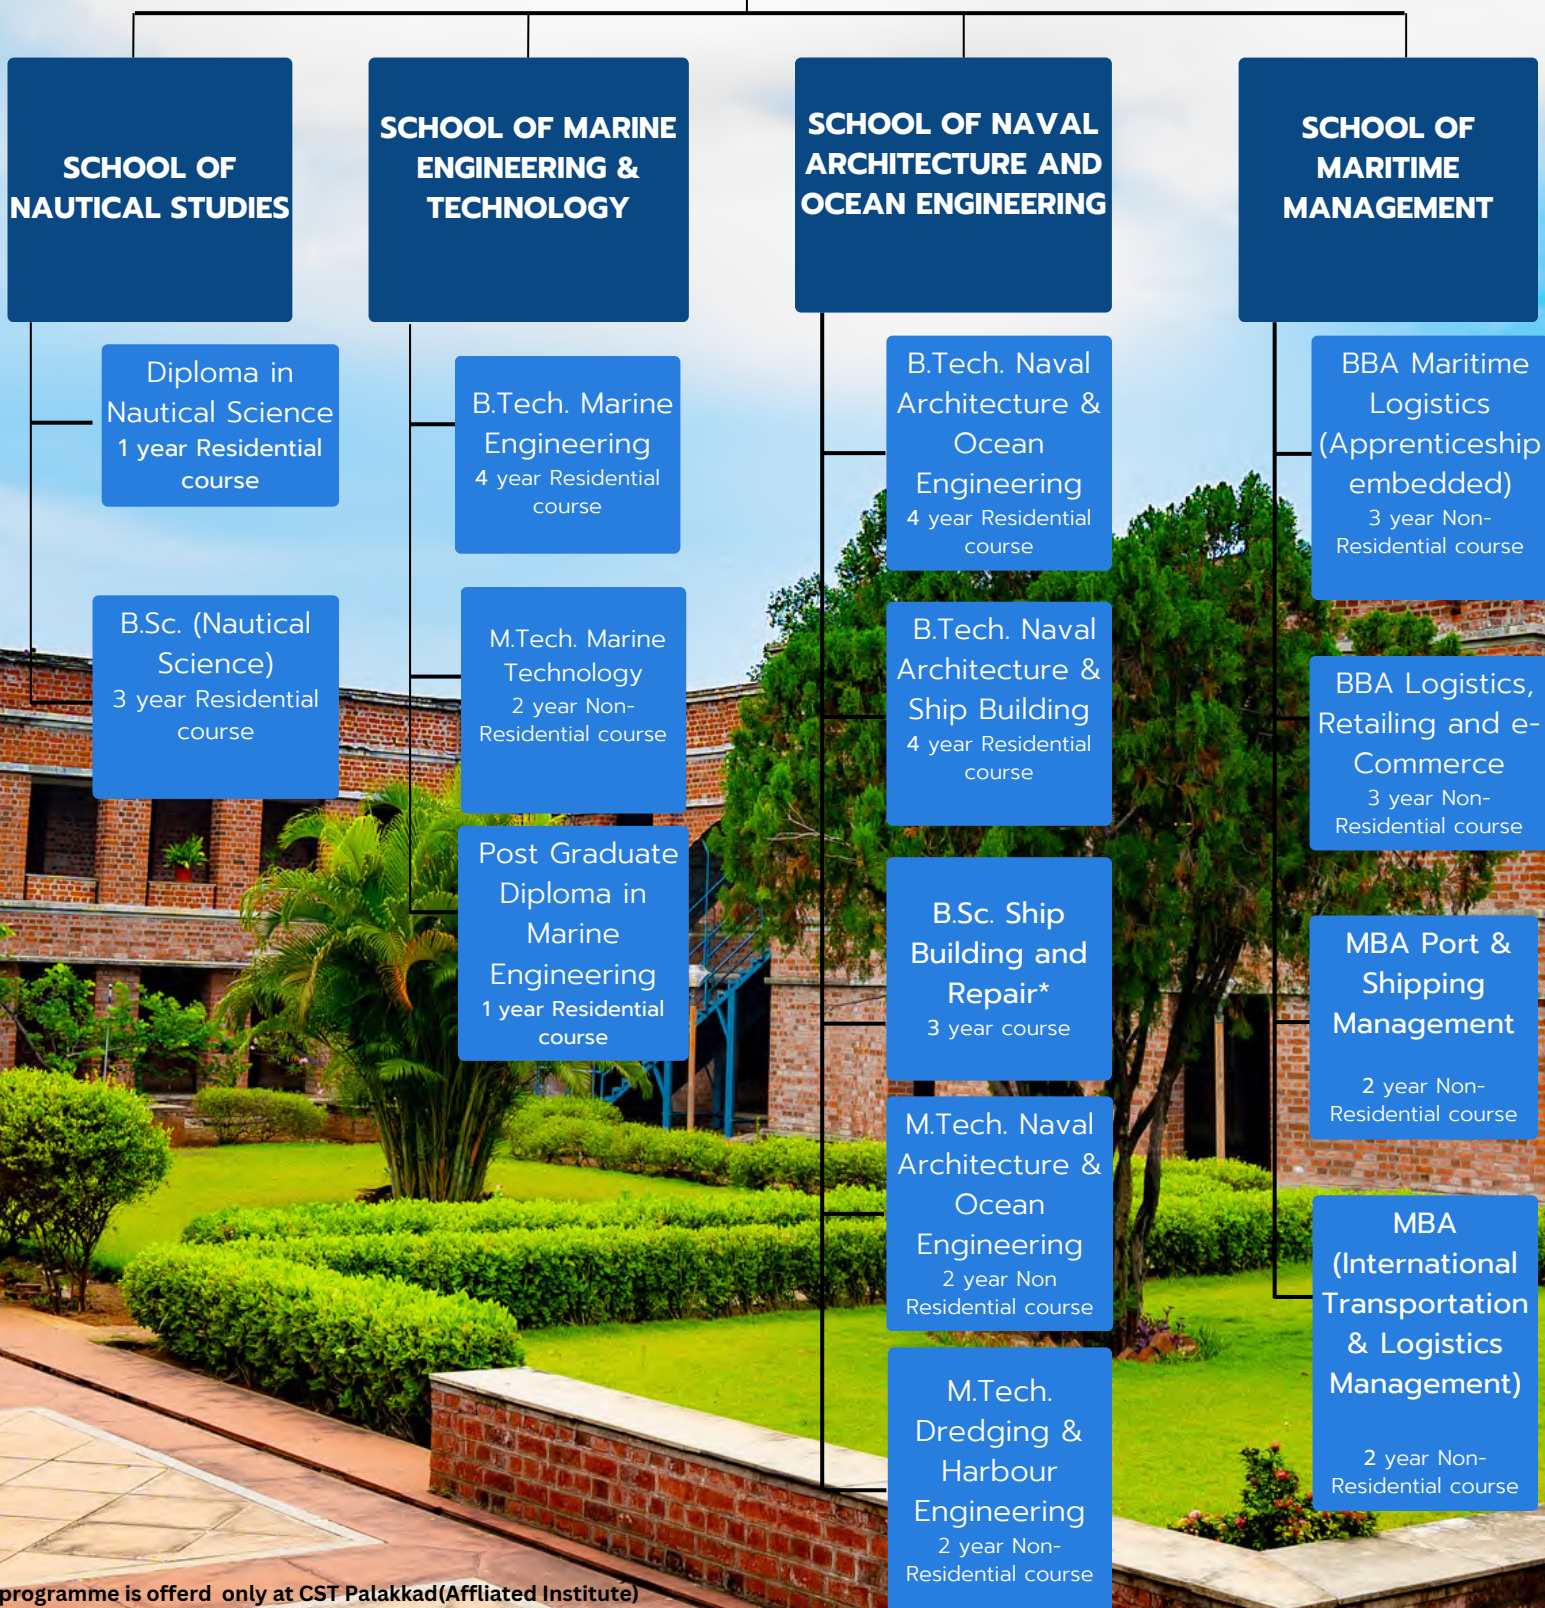 SCHOOL OF
NAUTICAL STUDIES
Diploma in
Nautical Science
1 year Residential
course
B.Sc. (Nautical
Science)
3 year Residential
course
SCHOOL OF MARINE
ENGINEERING &
TECHNOLOGY
B.Tech. Marine
Engineering
4 year Residential
course
M.Tech. Marine
Technology
2 year Non-
Residential course
Post Graduate
Diploma in
Marine
Engineering
1 year Residential
course
SCHOOL OF NAVAL
ARCHITECTURE AND
OCEAN ENGINEERING
B.Tech. Naval
Architecture &
Ocean
Engineering
4 year Residential
course
B.Tech. Naval
Architecture &
Ship Building
4 year Residential
course
B.Sc. Ship
Building and
Repair*
3 year course
M.Tech. Naval
Architecture &
Ocean
Engineering
2 year Non
Residential course
M.Tech.
Dredging &
Harbour
Engineering
2 year Non-
Residential course
SCHOOL OF
MARITIME
MANAGEMENT
BBA Maritime
Logistics
(Apprenticeship
embedded)
3 year Non-
Residential course
BBA Logistics,
Retailing and e-
Commerce
3 year Non-
Residential course
MBA Port &
Shipping
Management
2 year Non-
Residential course
MBA
(International
Transportation
& Logistics
Management)
2 year Non-
Residential course
programme is offerd only at CST Palakkad(Affliated Institute)